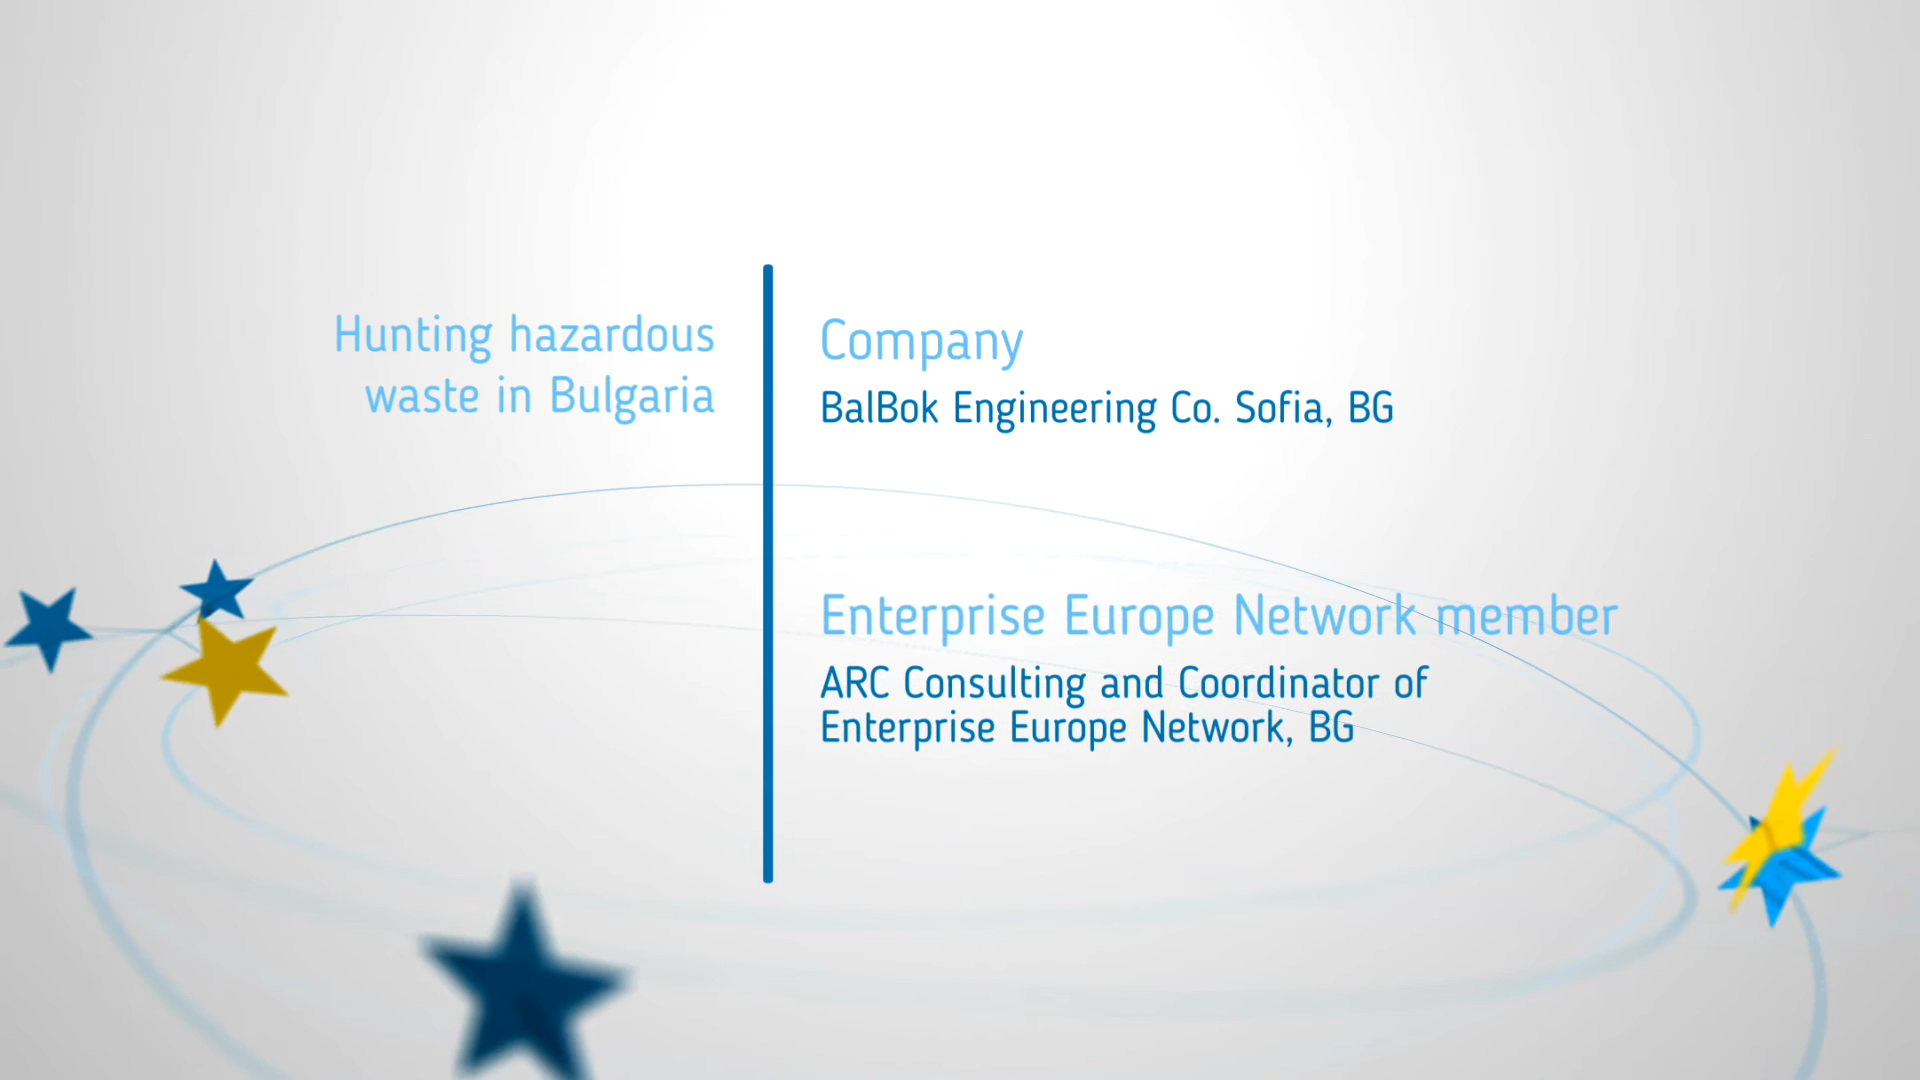 Hunting hazardous
waste in Bulgaria
Company
BalBok Engineering Co. Sofia, BG
Enterprise Europe Network member
ARC Consulting and Coordinator of
Enterprise Europe Network, BG